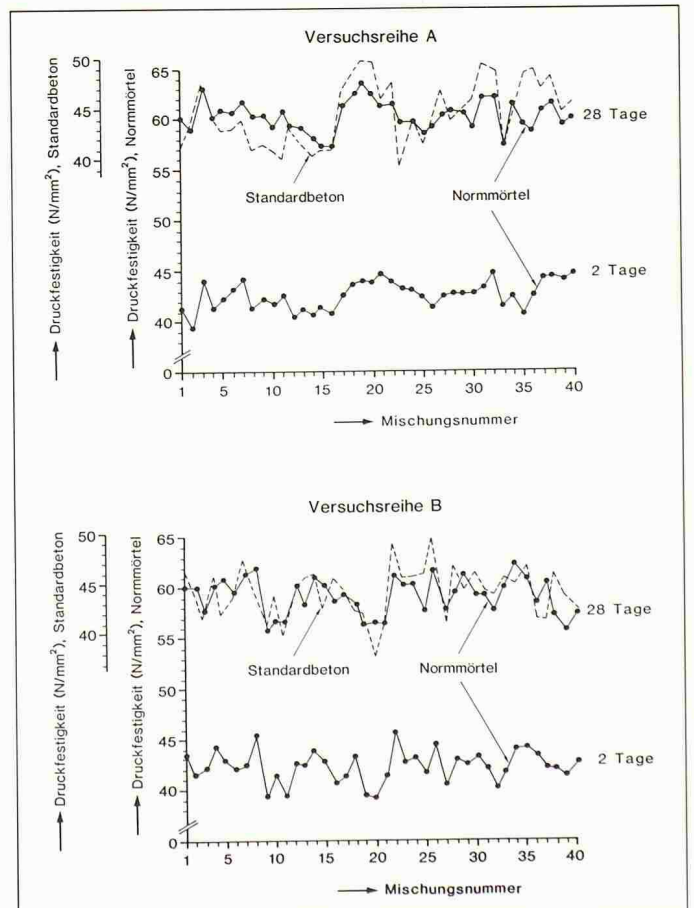 Versuchsreihe A
Druckfestigkeit (N/mm²), Standardbeton
50
45
40
Druckfestigkeit (N/mm²), Normmörtel
65
60
55
50
45
40
0
28 Tage
Standardbeton
Normmörtel
2 Tage
1 5 10 15 20 25 30 35 40
Mischungsnummer
Versuchsreihe B
Druckfestigkeit (N/mm²), Standardbeton
50
45
40
Druckfestigkeit (N/mm²), Normmörtel
65
60
55
50
45
40
0
28 Tage
Standardbeton
Normmörtel
2 Tage
1 5 10 15 20 25 30 35 40
Mischungsnummer